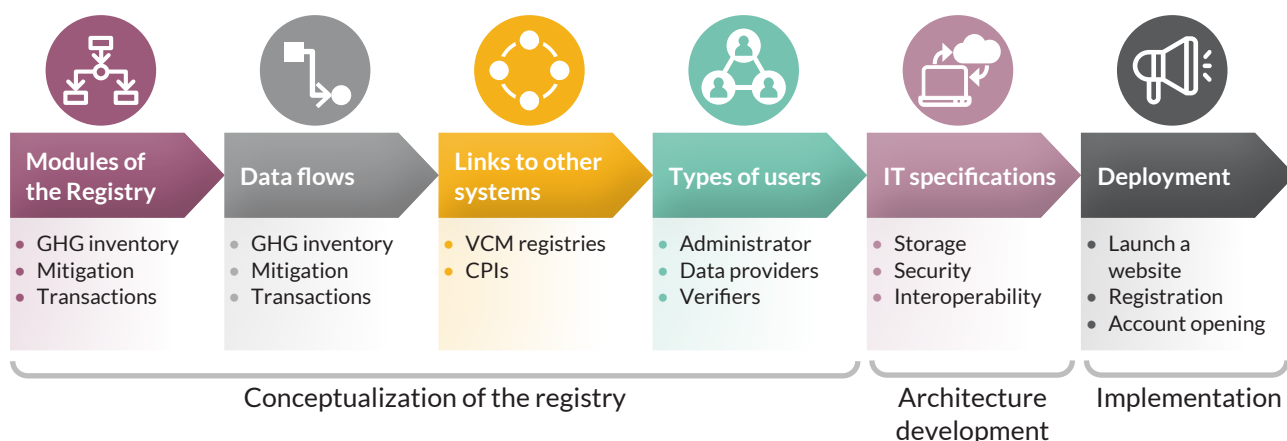 Modules of
the Registry
• GHG inventory
• Mitigation
• Transactions
Data flows
• GHG inventory
• Mitigation
• Transactions
Links to other
systems
• VCM registries
• CPIs
Types of users
• Administrator
• Data providers
• Verifiers
IT specifications
• Storage
• Security
• Interoperability
Deployment
• Launch a
website
• Registration
• Account opening
Conceptualization of the registry
Architecture
development
Implementation